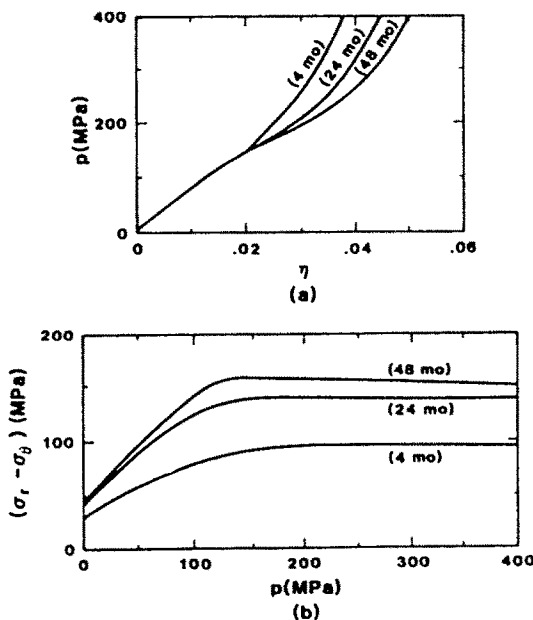 400
200
0
p(MPa)
(4 mo)
(24 mo)
(48 mo)
0
.02
.04
.06
η
(a)
200
100
0
(σr - σθ) (MPa)
(48 mo)
(24 mo)
(4 mo)
0
100
200
300
400
p(MPa)
(b)